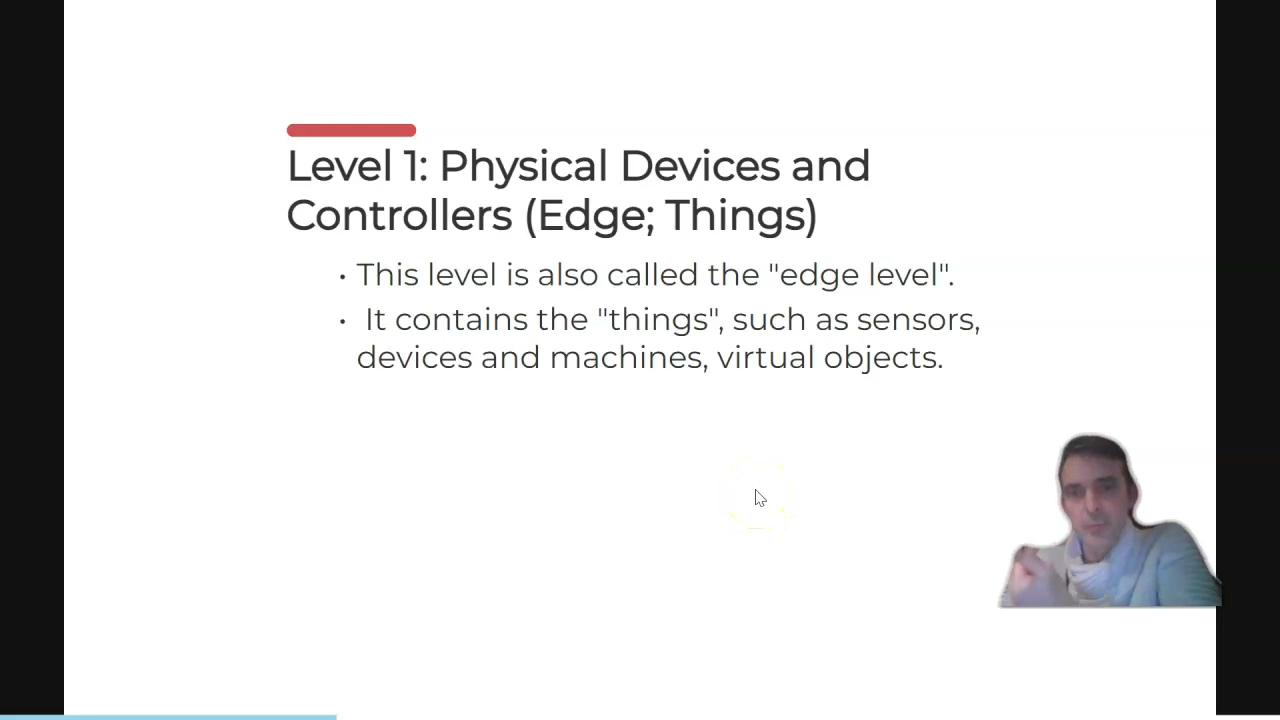 Level 1: Physical Devices and
Controllers (Edge; Things)
• This level is also called the "edge level".
• It contains the "things", such as sensors,
devices and machines, virtual objects.